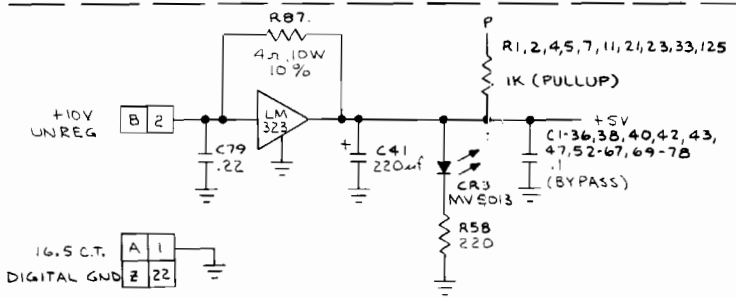 R87.
4Ω, 10W
10%
P
R1, 2, 4, 5, 7, 11, 21, 23, 33, 125
1K (PULLUP)
+10V
UNREG
B 2
LM
323
+5V
C79
.22
+
C41
220uf
CR3
MV5013
C1-36, 38, 40, 42, 43,
47, 52-67, 69-78
.1
(BYPASS)
R58
220
16.5 C.T.
A 1
DIGITAL GND
Z 22